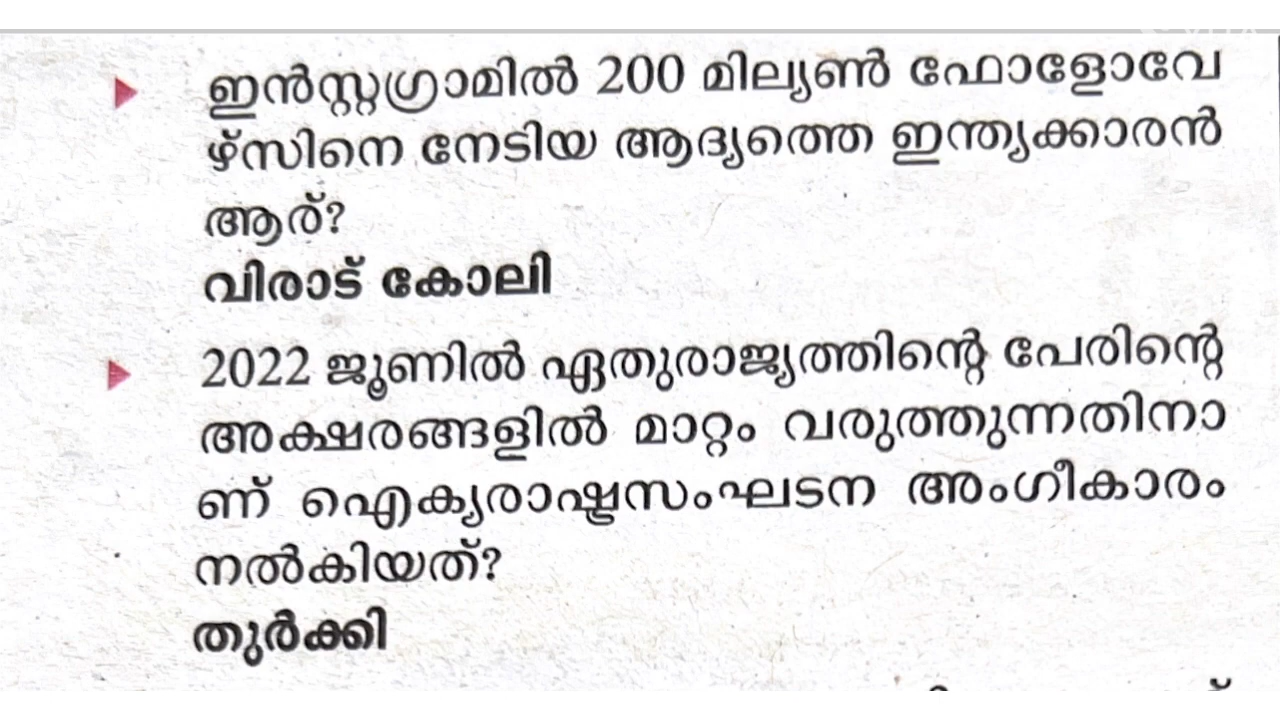 ഇൻസ്റ്റഗ്രാമിൽ 200 മില്യൺ ഫോളോവേ
ഴ്സിനെ നേടിയ ആദ്യത്തെ ഇന്ത്യക്കാരൻ
ആര്?
വിരാട് കോലി
2022 ജൂണിൽ ഏതുരാജ്യത്തിന്റെ പേരിന്റെ
അക്ഷരങ്ങളിൽ മാറ്റം വരുത്തുന്നതിനാ
ണ് ഐക്യരാഷ്ട്രസംഘടന അംഗീകാരം
നൽകിയത്?
തുർക്കി